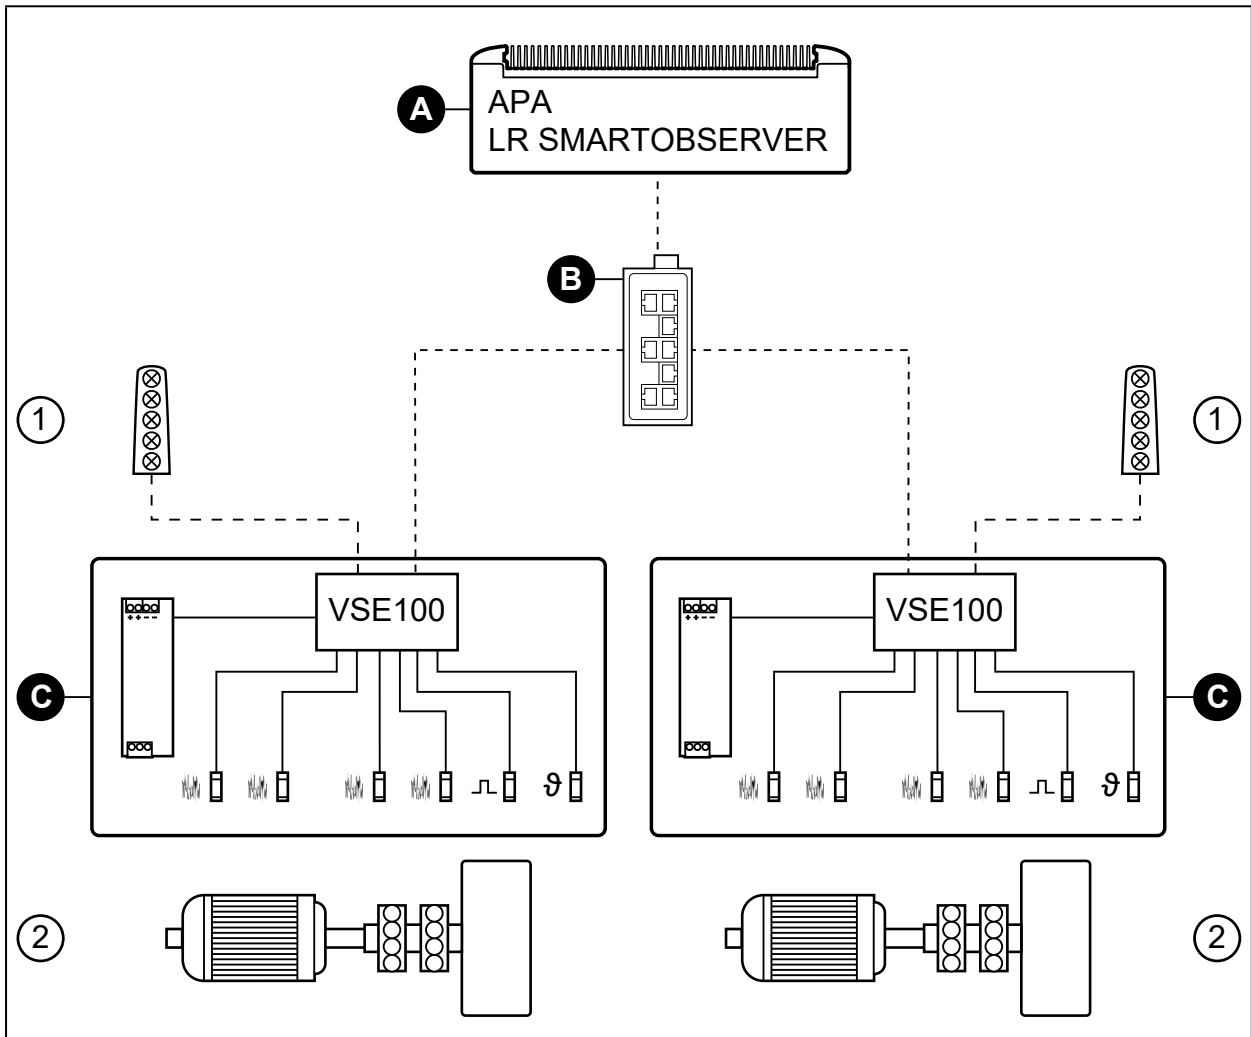 A
APA
LR SMARTOBSERVER
B
1
1
VSE100
VSE100
++--
++--
C
C
ϑ
ϑ
2
2